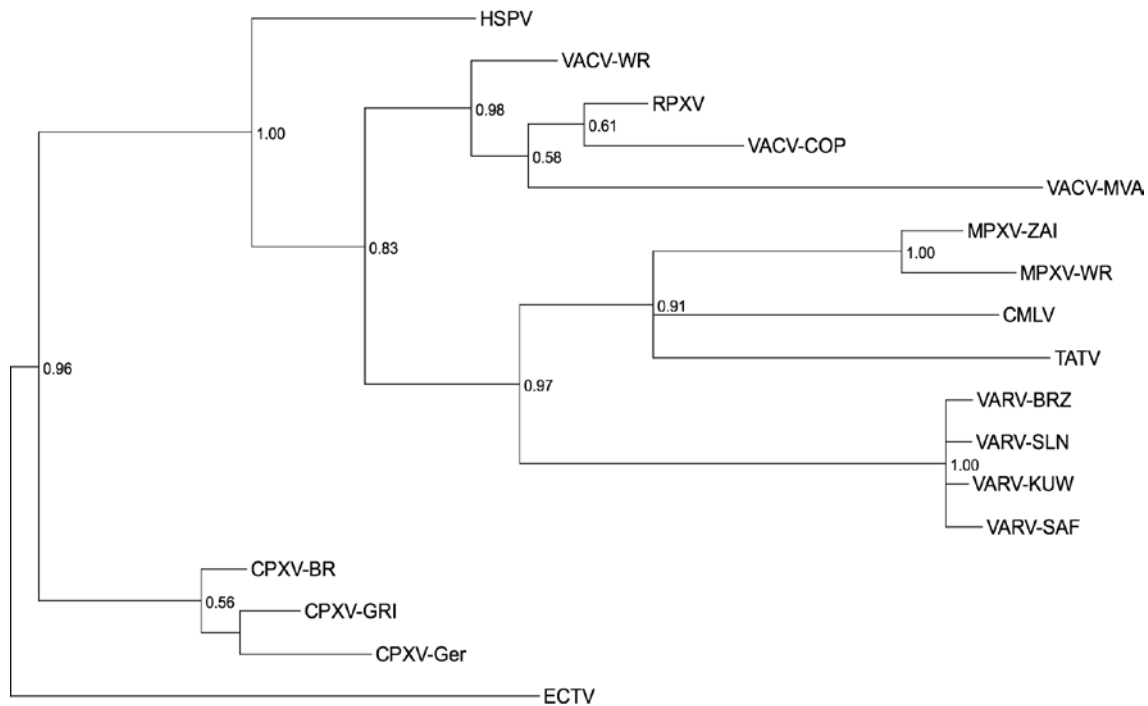 HSPV
VACV-WR
RPXV
0.98
0.61
1.00
VACV-COP
0.58
VACV-MVA
MPXV-ZAI
0.83
1.00
MPXV-WR
0.91
CMLV
TATV
0.96
0.97
VARV-BRZ
VARV-SLN
1.00
VARV-KUW
VARV-SAF
CPXV-BR
0.56
CPXV-GRI
CPXV-Ger
ECTV